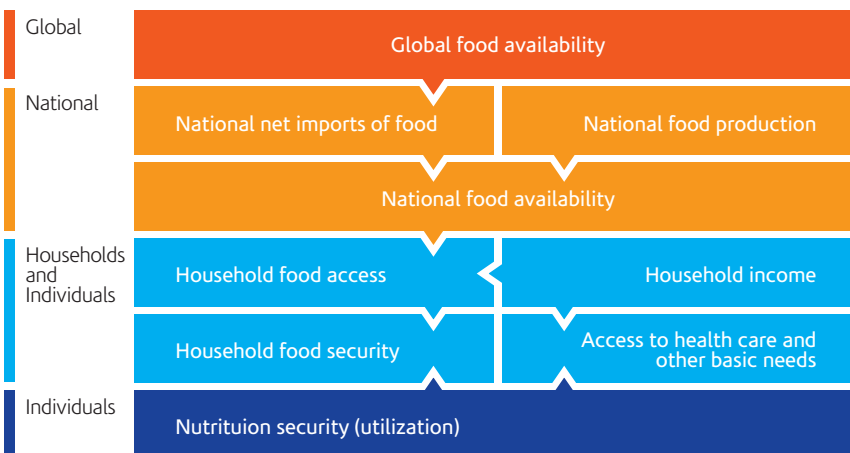 Global
Global food availability
National
National net imports of food
National food production
National food availability
Households
and
Individuals
Household food access
Household income
Household food security
Access to health care and
other basic needs
Individuals
Nutrituion security (utilization)